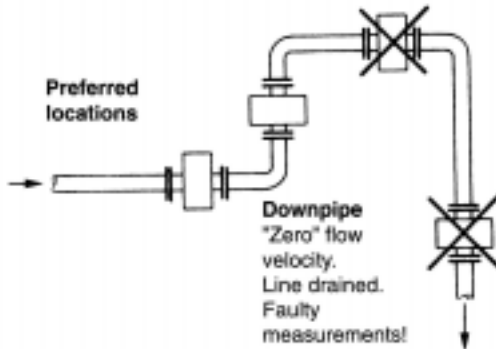 Preferred
locations
Downpipe
"Zero" flow
velocity.
Line drained.
Faulty
measurements!